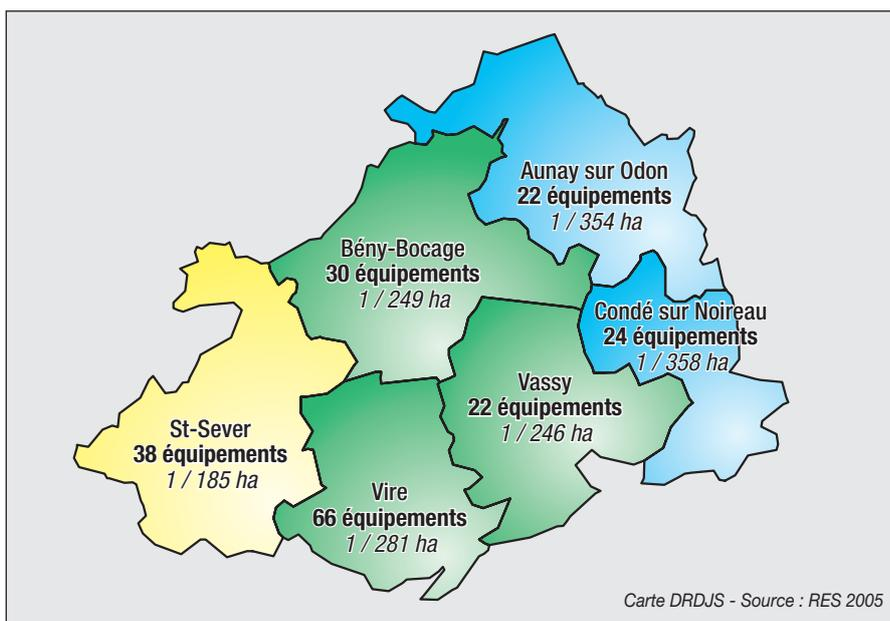 Aunay sur Odon
22 équipements
1 / 354 ha
Bény-Bocage
30 équipements
1 / 249 ha
Condé sur Noireau
24 équipements
1 / 358 ha
Vassy
22 équipements
1 / 246 ha
St-Sever
38 équipements
1 / 185 ha
Vire
66 équipements
1 / 281 ha
Carte DRDJS - Source : RES 2005